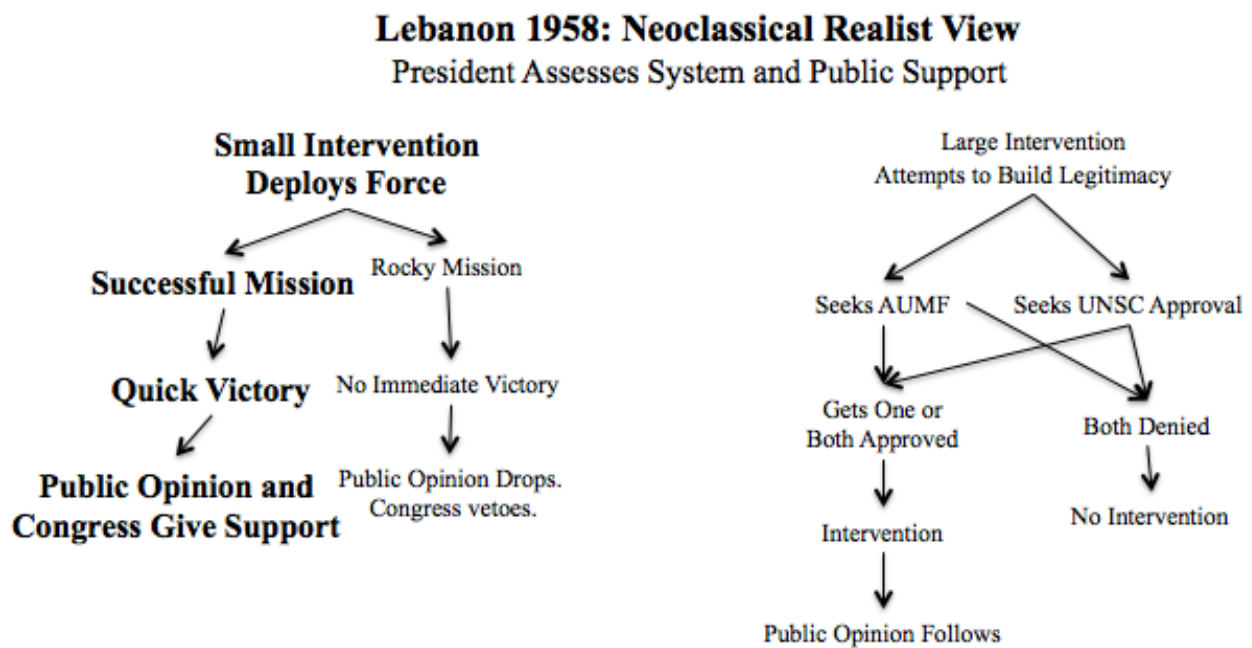 Lebanon 1958: Neoclassical Realist View
President Assesses System and Public Support
Small Intervention
Deploys Force
Successful Mission
Rocky Mission
Quick Victory
No Immediate Victory
Public Opinion and
Congress Give Support
Public Opinion Drops.
Congress vetoes.
Large Intervention
Attempts to Build Legitimacy
Seeks AUMF
Seeks UNSC Approval
Gets One or
Both Approved
Both Denied
Intervention
No Intervention
Public Opinion Follows